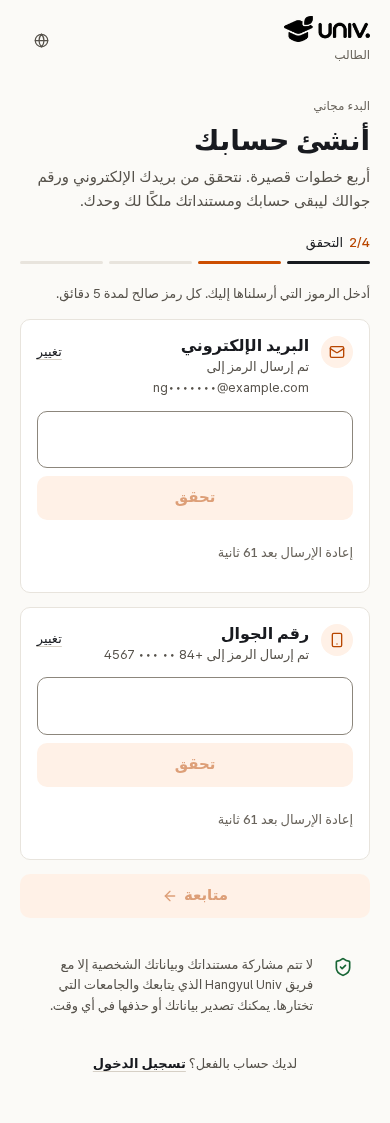 UNIV.
الطالب
البدء مجاني
أنشئ حسابك
أربع خطوات قصيرة. نتحقق من بريدك الإلكتروني ورقم
جوالك ليبقى حسابك ومستنداتك ملكًا لك وحدك.
2/4 التحقق
أدخل الرموز التي أرسلناها إليك. كل رمز صالح لمدة 5 دقائق.
البريد الإلكتروني
تغيير
تم إرسال الرمز إلى
ng•••••••@example.com
تحقق
إعادة الإرسال بعد 61 ثانية
رقم الجوال
تغيير
تم إرسال الرمز إلى +84 •• ••• 4567
تحقق
إعادة الإرسال بعد 61 ثانية
متابعة ←
لا تتم مشاركة مستنداتك وبياناتك الشخصية إلا مع
فريق Hangyul Univ الذي يتابعك والجامعات التي
تختارها. يمكنك تصدير بياناتك أو حذفها في أي وقت.
لديك حساب بالفعل؟ تسجيل الدخول